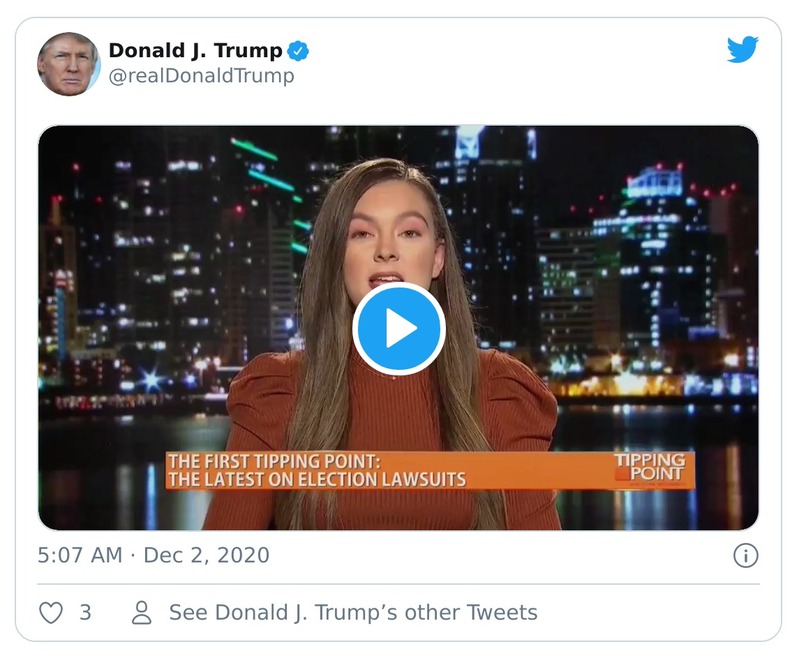 Donald J. Trump
@realDonaldTrump
THE FIRST TIPPING POINT:
THE LATEST ON ELECTION LAWSUITS
TIPPING
POINT
5:07 AM · Dec 2, 2020
3
See Donald J. Trump’s other Tweets